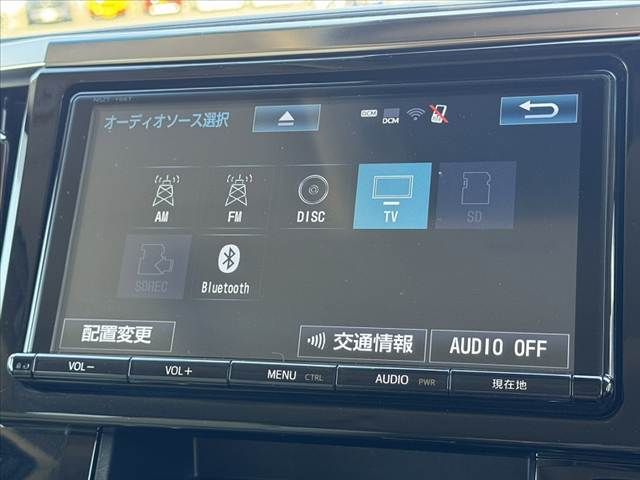 オーディオソース選択
DCM
DCM
AM
FM
DISC
TV
SD
SDREC
Bluetooth
配置変更
交通情報
AUDIO OFF
VOL－
VOL＋
MENU CTRL
AUDIO PWR
現在地